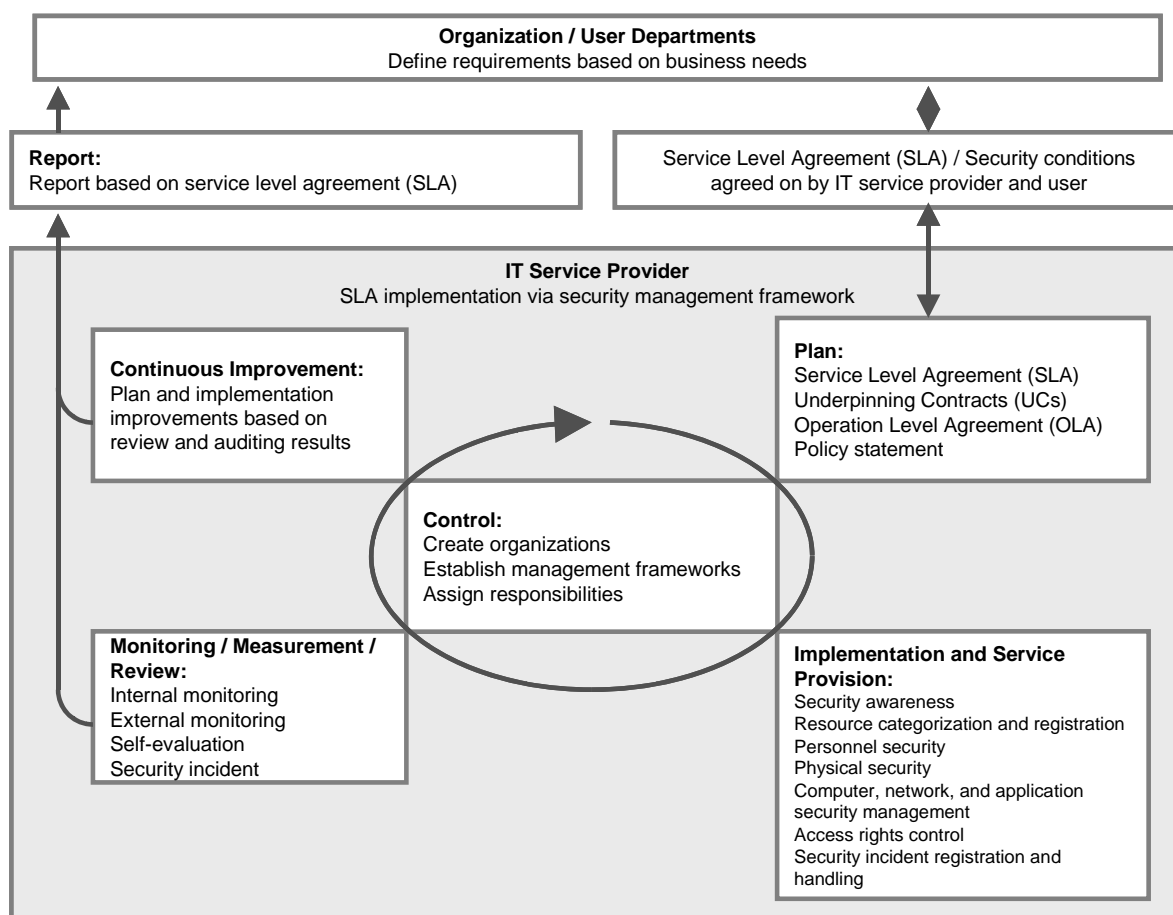 Organization / User Departments
Define requirements based on business needs
Report:
Report based on service level agreement (SLA)
Service Level Agreement (SLA) / Security conditions
agreed on by IT service provider and user
IT Service Provider
SLA implementation via security management framework
Continuous Improvement:
Plan and implementation
improvements based on
review and auditing results
Plan:
Service Level Agreement (SLA)
Underpinning Contracts (UCs)
Operation Level Agreement (OLA)
Policy statement
Control:
Create organizations
Establish management frameworks
Assign responsibilities
Monitoring / Measurement /
Review:
Internal monitoring
External monitoring
Self-evaluation
Security incident
Implementation and Service
Provision:
Security awareness
Resource categorization and registration
Personnel security
Physical security
Computer, network, and application
security management
Access rights control
Security incident registration and
handling